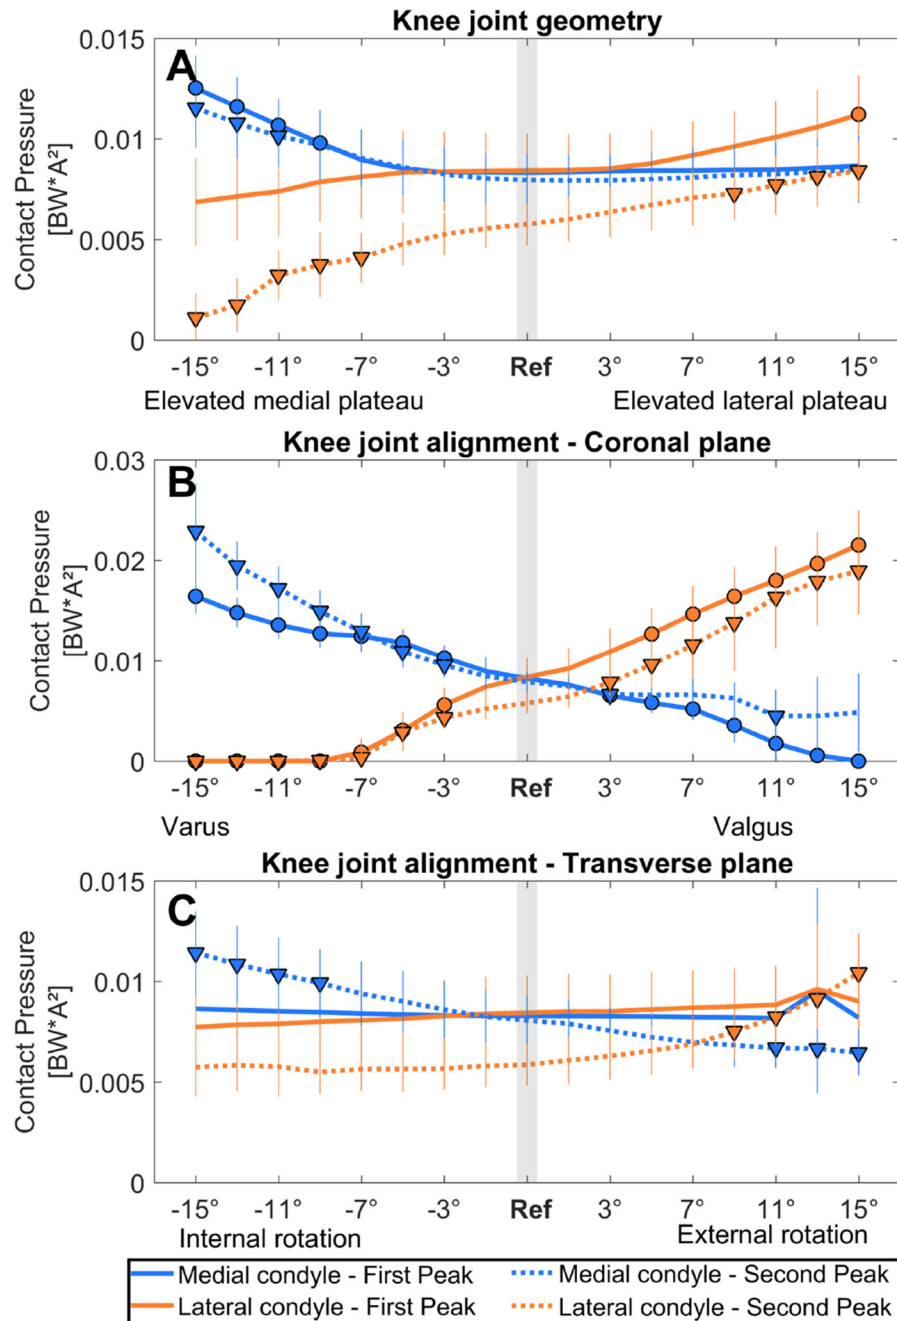 Knee joint geometry
A
Contact Pressure
[BW*A²]
0.015
0.01
0.005
0
-15° -11° -7° -3° Ref 3° 7° 11° 15°
Elevated medial plateau Elevated lateral plateau
Knee joint alignment - Coronal plane
B
Contact Pressure
[BW*A²]
0.03
0.02
0.01
0
-15° -11° -7° -3° Ref 3° 7° 11° 15°
Varus Valgus
Knee joint alignment - Transverse plane
C
Contact Pressure
[BW*A²]
0.015
0.01
0.005
0
-15° -11° -7° -3° Ref 3° 7° 11° 15°
Internal rotation External rotation
Medial condyle - First Peak Medial condyle - Second Peak
Lateral condyle - First Peak Lateral condyle - Second Peak